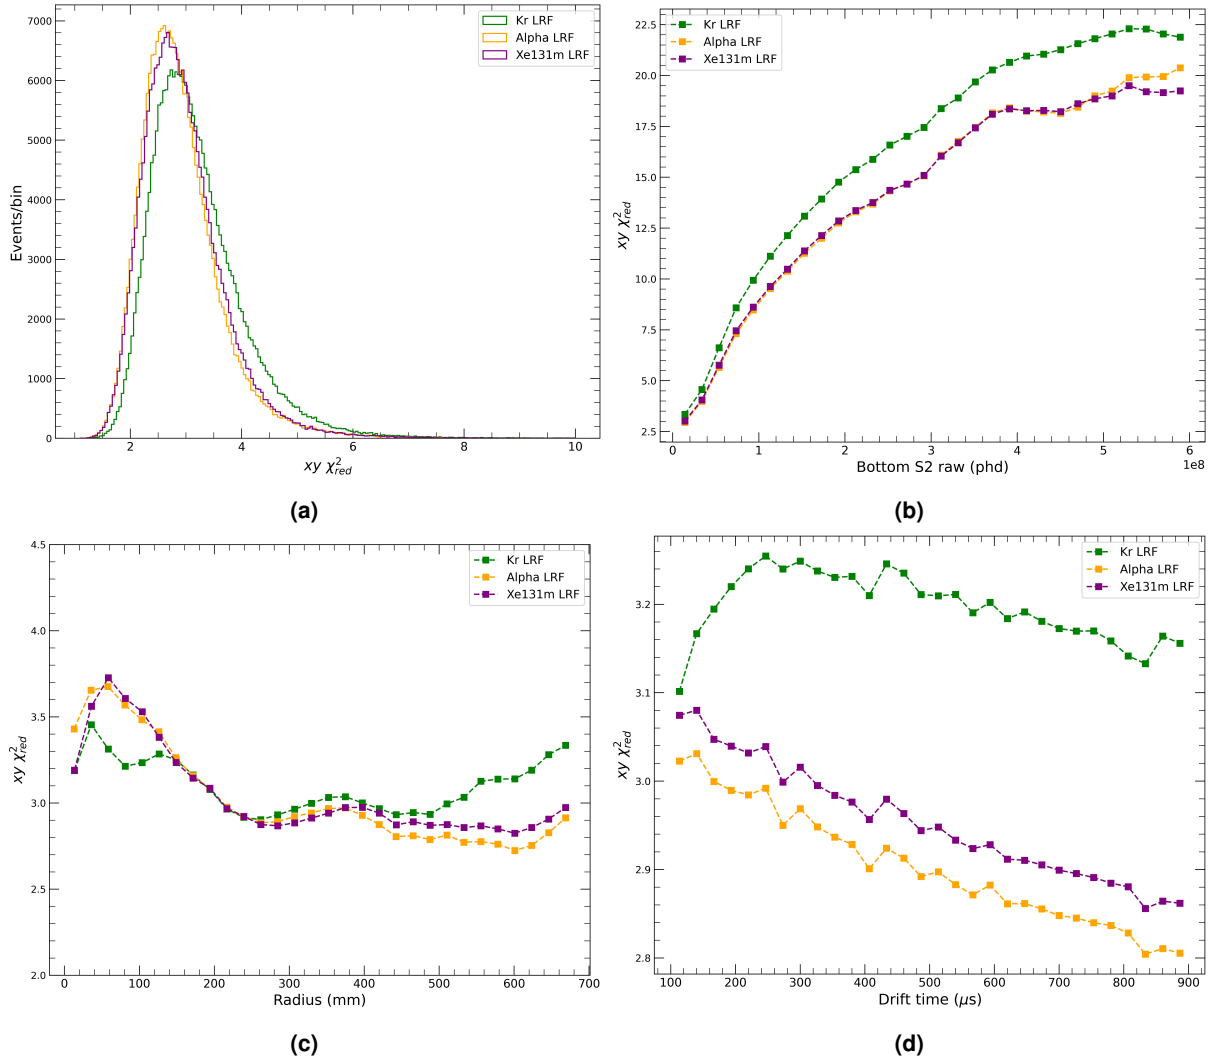 7000
6000
5000
4000
3000
2000
1000
0
Events/bin
Kr LRF
Alpha LRF
Xe131m LRF
2
4
6
8
10
xy χ²red
(a)
22.5
20.0
17.5
15.0
12.5
10.0
7.5
5.0
2.5
xy χ²red
Kr LRF
Alpha LRF
Xe131m LRF
0
1
2
3
4
5
6
1e8
Bottom S2 raw (phd)
(b)
4.5
4.0
3.5
3.0
2.5
2.0
xy χ²red
Kr LRF
Alpha LRF
Xe131m LRF
0
100
200
300
400
500
600
700
Radius (mm)
(c)
3.2
3.1
3.0
2.9
2.8
xy χ²red
Kr LRF
Alpha LRF
Xe131m LRF
100
200
300
400
500
600
700
800
900
Drift time (μs)
(d)